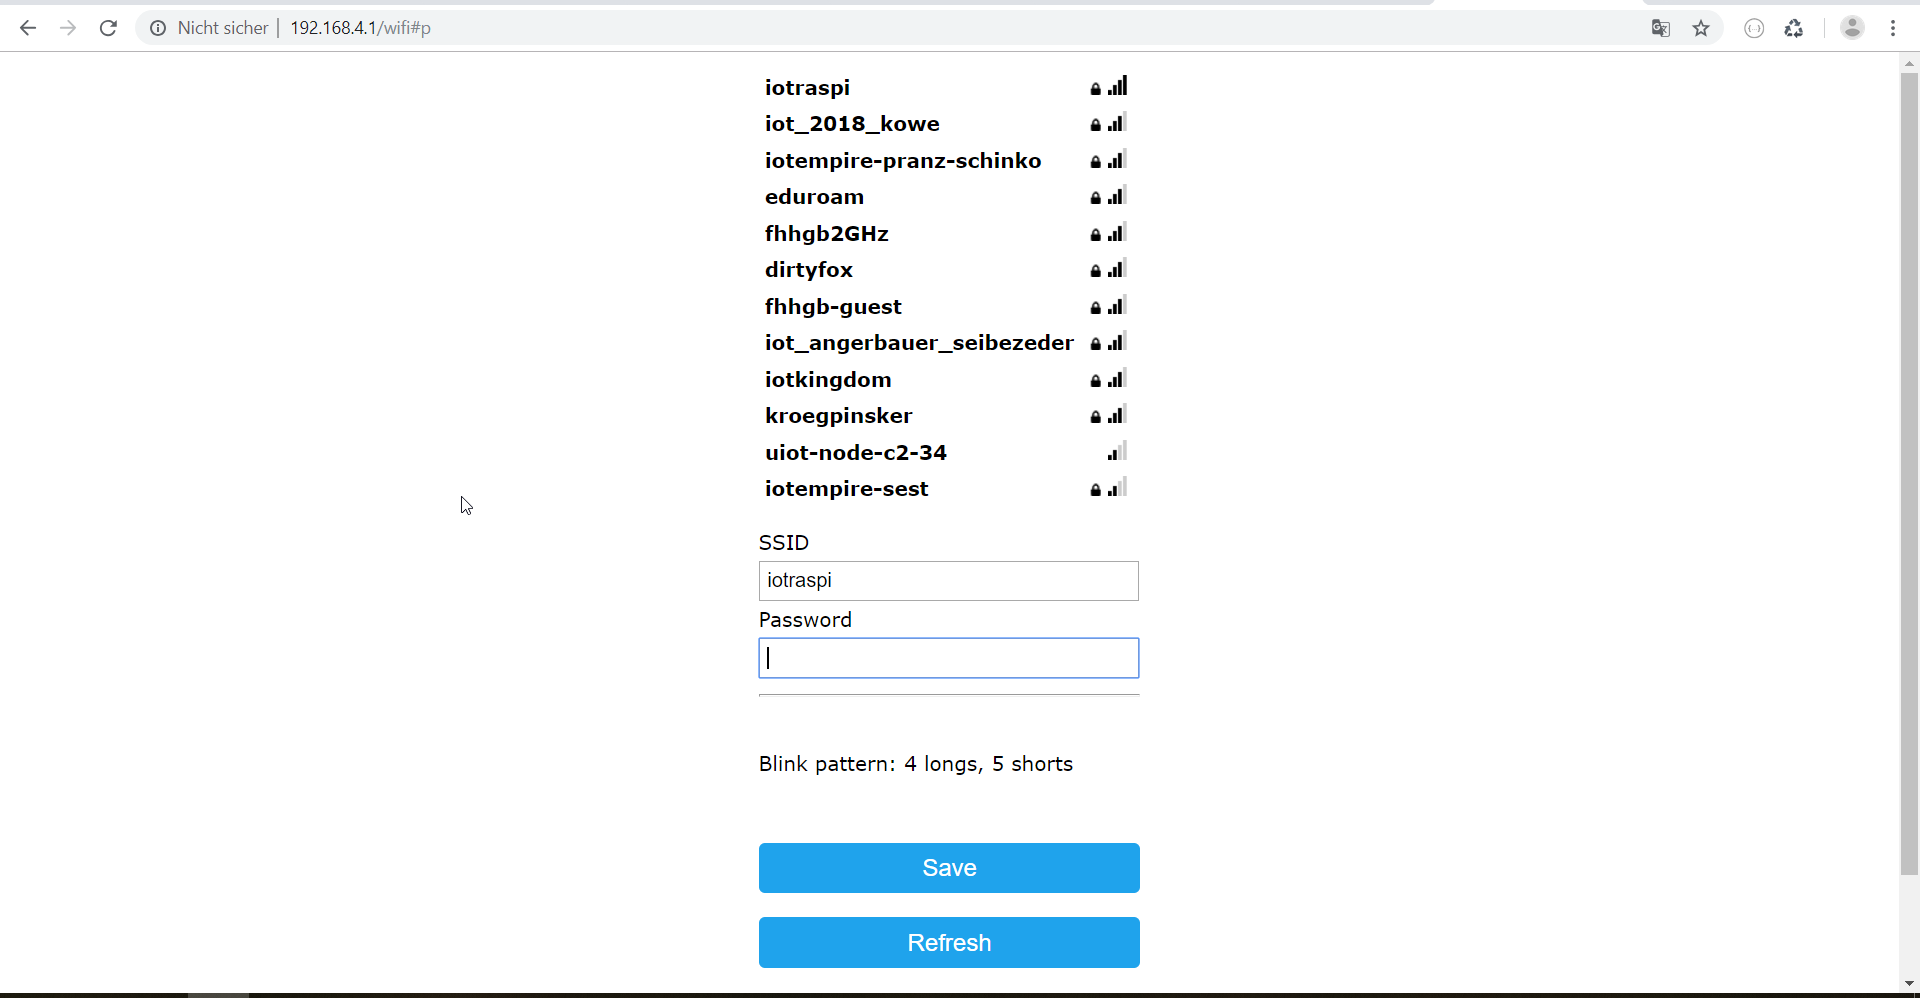 Nicht sicher | 192.168.4.1/wifi#p
iotraspi
iot_2018_kowe
iotempire-pranz-schinko
eduroam
fhhgb2GHz
dirtyfox
fhhgb-guest
iot_angerbauer_seibezeder
iotkingdom
kroegpinsker
uiot-node-c2-34
iotempire-sest
SSID
iotraspi
Password
Blink pattern: 4 longs, 5 shorts
Save
Refresh